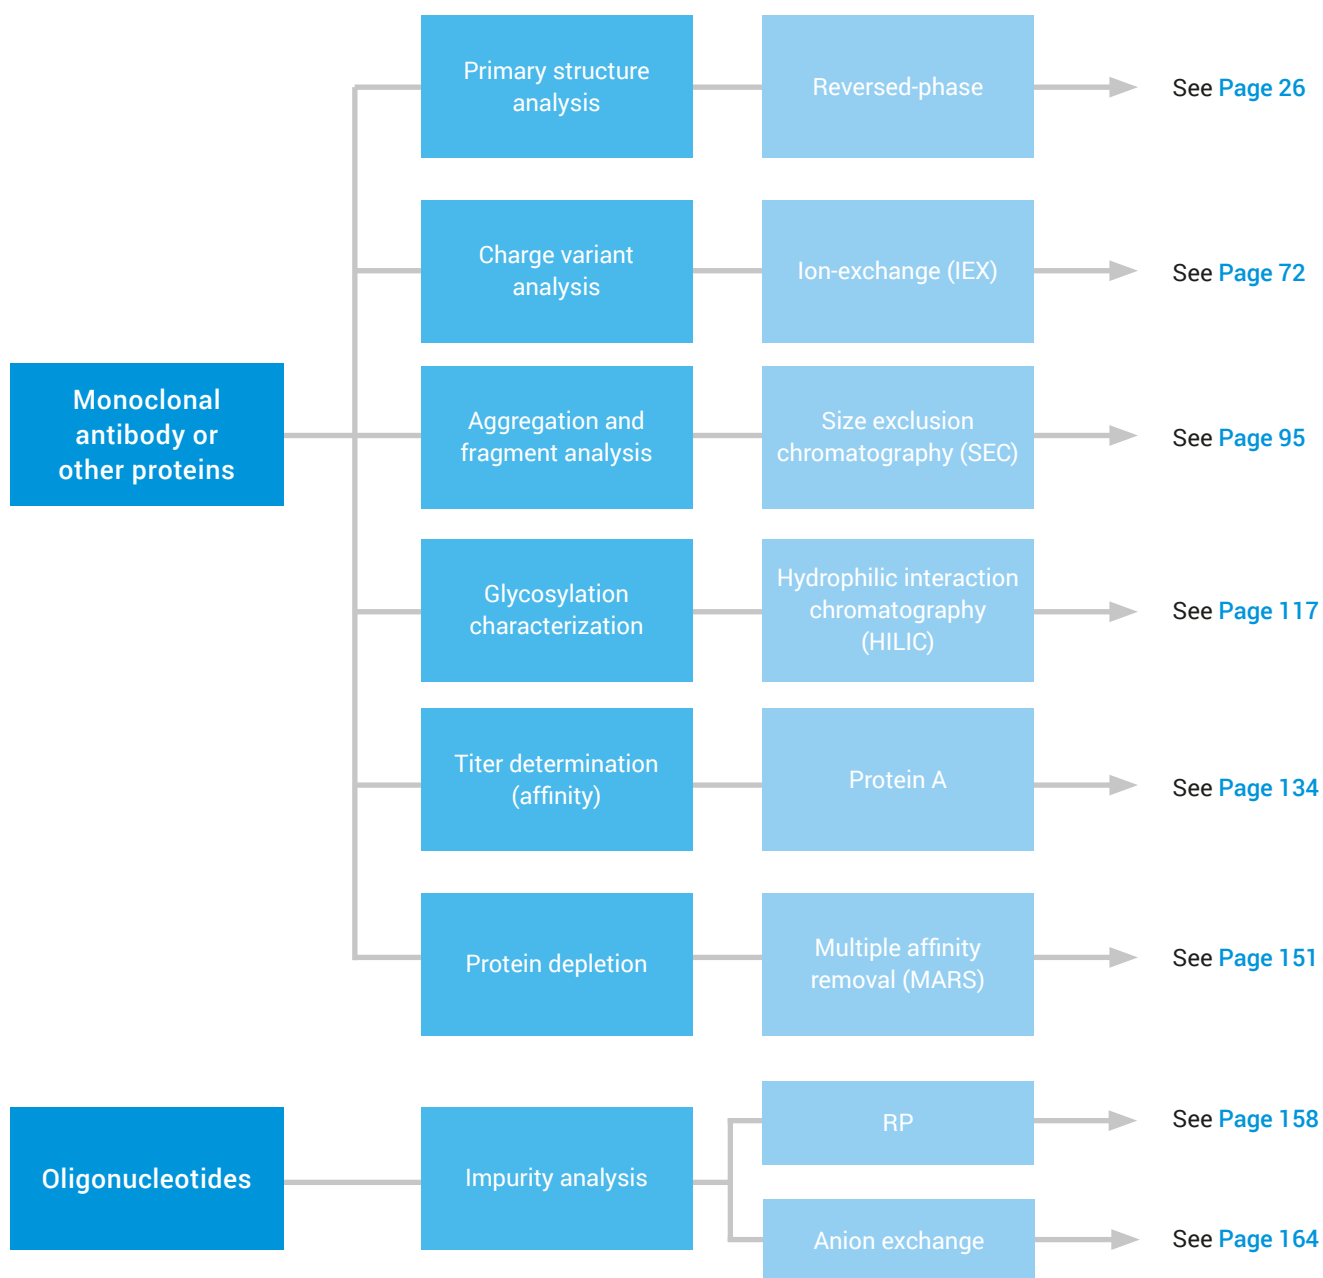 Primary structure
analysis
Reversed-phase
See Page 26
Charge variant
analysis
Ion-exchange (IEX)
See Page 72
Monoclonal
antibody or
other proteins
Aggregation and
fragment analysis
Size exclusion
chromatography (SEC)
See Page 95
Glycosylation
characterization
Hydrophilic interaction
chromatography
(HILIC)
See Page 117
Titer determination
(affinity)
Protein A
See Page 134
Protein depletion
Multiple affinity
removal (MARS)
See Page 151
Oligonucleotides
Impurity analysis
RP
See Page 158
Anion exchange
See Page 164